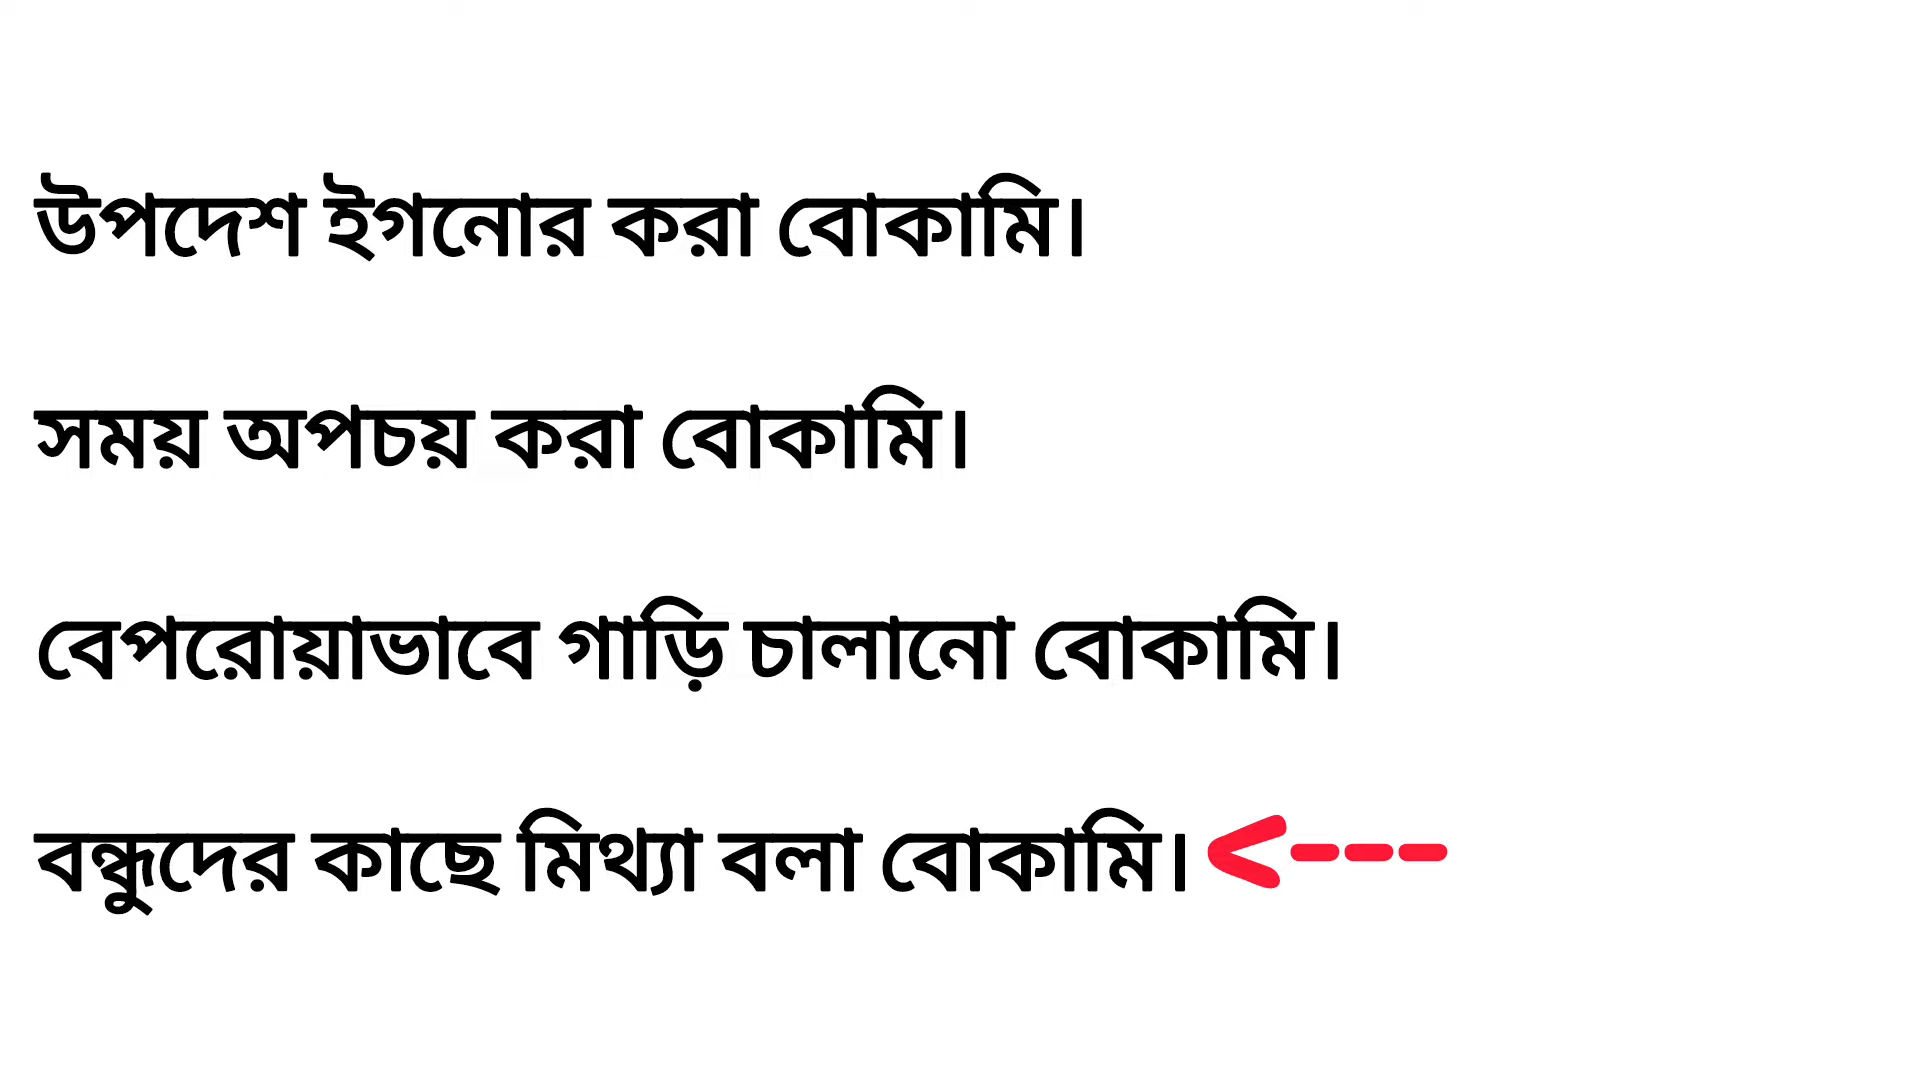 উপদেশ ইগনোর করা বোকামি।
সময় অপচয় করা বোকামি।
বেপরোয়াভাবে গাড়ি চালানো বোকামি।
বন্ধুদের কাছে মিথ্যা বলা বোকামি।<---